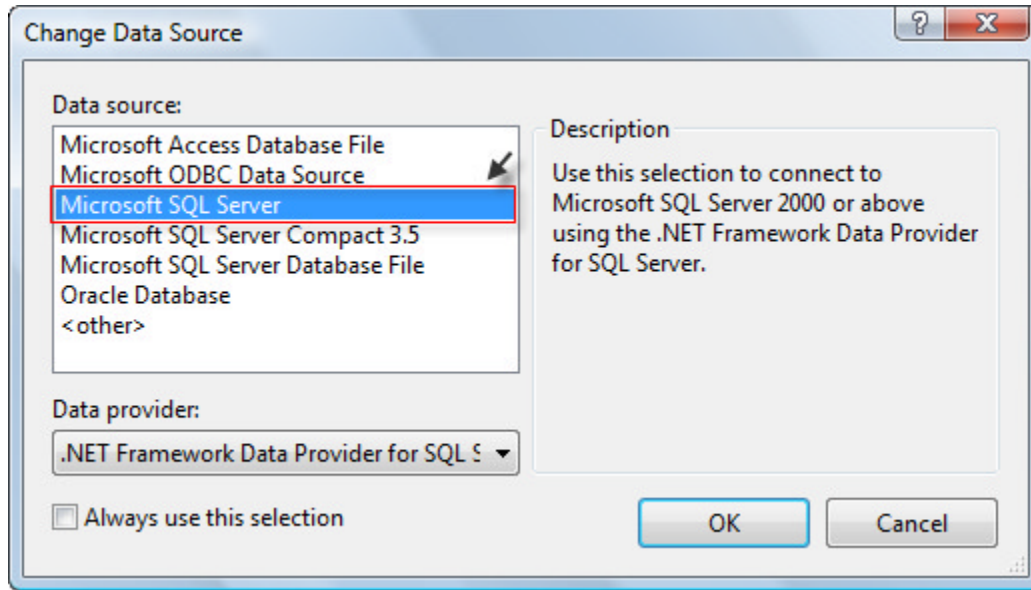 Change Data Source
?
X
Data source:
Microsoft Access Database File
Microsoft ODBC Data Source
Microsoft SQL Server
Microsoft SQL Server Compact 3.5
Microsoft SQL Server Database File
Oracle Database
<other>
Description
Use this selection to connect to
Microsoft SQL Server 2000 or above
using the .NET Framework Data Provider
for SQL Server.
Data provider:
.NET Framework Data Provider for SQL S
Always use this selection
OK
Cancel